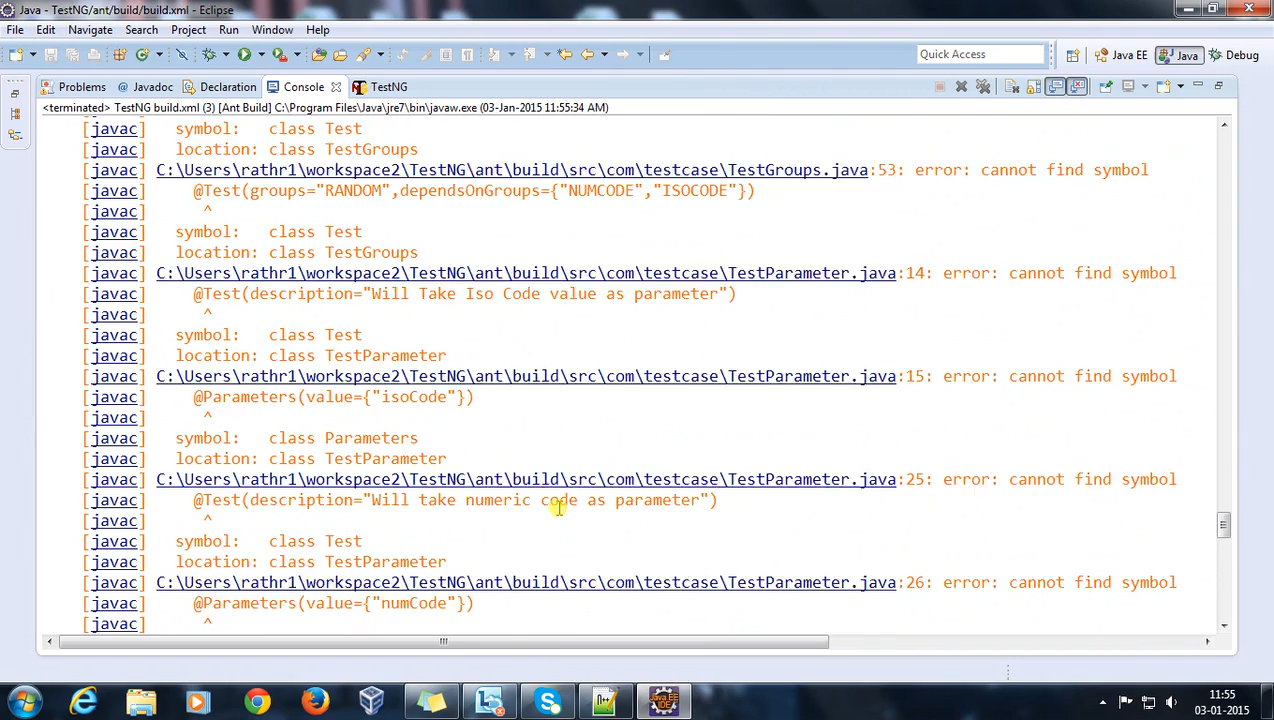 Java - TestNG/ant/build/build.xml - Eclipse
File Edit Navigate Search Project Run Window Help
Quick Access Java EE Java Debug
Problems @ Javadoc Declaration Console TestNG
<terminated> TestNG build.xml (3) [Ant Build] C:\Program Files\Java\jre7\bin\javaw.exe (03-Jan-2015 11:55:34 AM)
[javac] symbol: class Test
[javac] location: class TestGroups
[javac] C:\Users\rathr1\workspace2\TestNG\ant\build\src\com\testcase\TestGroups.java:53: error: cannot find symbol
[javac] @Test(groups="RANDOM",dependsOnGroups={"NUMCODE","ISOCODE"})
[javac] ^
[javac] symbol: class Test
[javac] location: class TestGroups
[javac] C:\Users\rathr1\workspace2\TestNG\ant\build\src\com\testcase\TestParameter.java:14: error: cannot find symbol
[javac] @Test(description="Will Take Iso Code value as parameter")
[javac] ^
[javac] symbol: class Test
[javac] location: class TestParameter
[javac] C:\Users\rathr1\workspace2\TestNG\ant\build\src\com\testcase\TestParameter.java:15: error: cannot find symbol
[javac] @Parameters(value={"isoCode"})
[javac] ^
[javac] symbol: class Parameters
[javac] location: class TestParameter
[javac] C:\Users\rathr1\workspace2\TestNG\ant\build\src\com\testcase\TestParameter.java:25: error: cannot find symbol
[javac] @Test(description="Will take numeric code as parameter")
[javac] ^
[javac] symbol: class Test
[javac] location: class TestParameter
[javac] C:\Users\rathr1\workspace2\TestNG\ant\build\src\com\testcase\TestParameter.java:26: error: cannot find symbol
[javac] @Parameters(value={"numCode"})
[javac] ^
11:55
03-01-2015